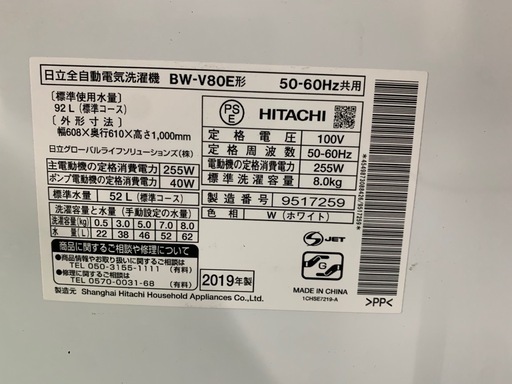 日立全自動電気洗濯機 BW-V80E形 50-60Hz共用
〔標準使用水量〕
92 L（標準コース）
〔外形寸法〕
幅608×奥行610×高さ1,000mm
日立グローバルライフソリューションズ（株）
主電動機の定格消費電力 255W
ポンプ電動機の定格消費電力 40W
標準水量 52 L（標準コース）
洗濯容量と水量（手動設定の水量）
容量 kg 0.5 3.0 5.0 7.0 8.0
水量 L 22 38 46 52 62
商品に関するご相談や修理について
●商品情報やお取り扱いに関するご相談
TEL 050-3155-1111（有料）
●修理に関するご相談
TEL 0570-0031-68（有料）
製造元 Shanghai Hitachi Household Appliances Co.,Ltd.
2019年製
PS
E
HITACHI
定格電圧 100V
定格周波数 50-60Hz
電動機の定格消費電力 255W
標準洗濯容量 8.0kg
製造番号 9517259
色柄 W（ホワイト）
S JET
MADE IN CHINA
1CHSE7219-A
>PP<